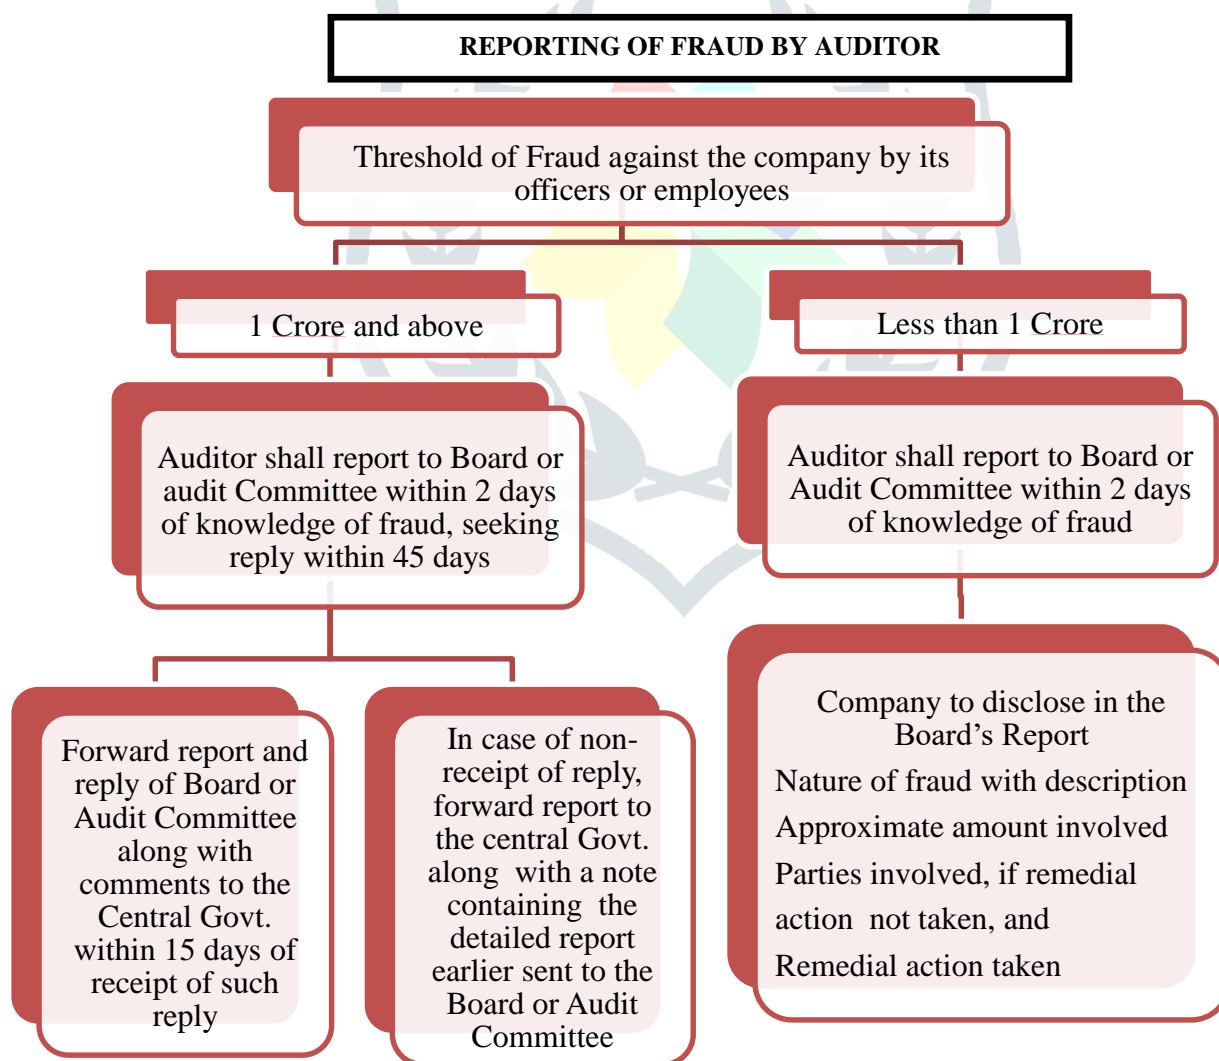 REPORTING OF FRAUD BY AUDITOR
Threshold of Fraud against the company by its
officers or employees
1 Crore and above
Less than 1 Crore
Auditor shall report to Board or
audit Committee within 2 days
of knowledge of fraud, seeking
reply within 45 days
Auditor shall report to Board or
Audit Committee within 2 days
of knowledge of fraud
Forward report and
reply of Board or
Audit Committee
along with
comments to the
Central Govt.
within 15 days of
receipt of such
reply
In case of non-
receipt of reply,
forward report to
the central Govt.
along with a note
containing the
detailed report
earlier sent to the
Board or Audit
Committee
Company to disclose in the
Board’s Report
Nature of fraud with description
Approximate amount involved
Parties involved, if remedial
action not taken, and
Remedial action taken